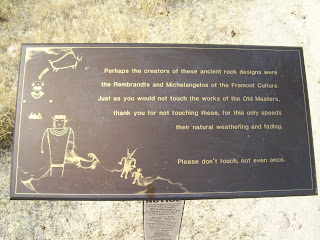 Perhaps the creators of these ancient rock designs were
the Rembrandts and Michelangelos of the Fremont Culture.
Just as you would not touch the works of the Old Masters,
thank you for not touching these, for this only speeds
their natural weathering and fading.
Please don't touch, not even once.
NOTICE